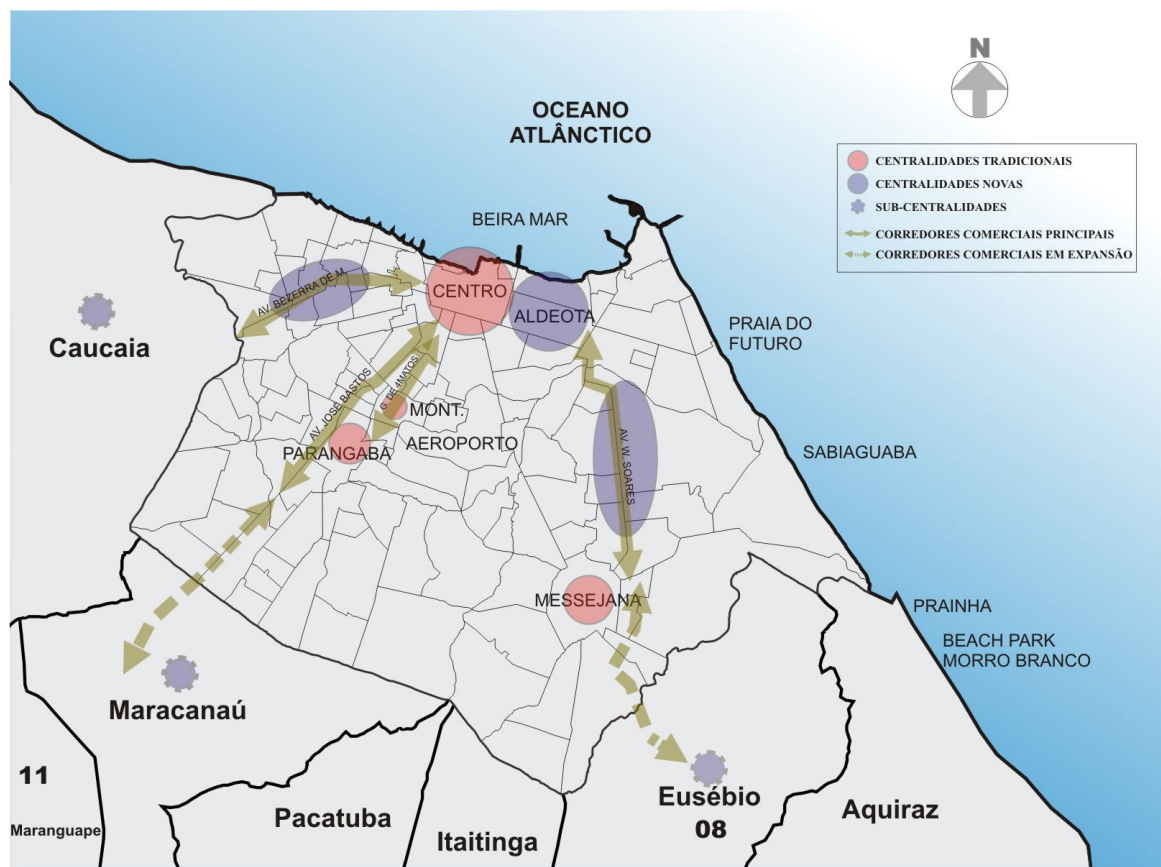 N
OCEANO
ATLÂNCTICO
CENTRALIDADES TRADICIONAIS
CENTRALIDADES NOVAS
SUB-CENTRALIDADES
CORREDORES COMERCIAIS PRINCIPAIS
CORREDORES COMERCIAIS EM EXPANSÃO
BEIRA MAR
AV. BEZERRA DE M.
CENTRO
ALDEOTA
Caucaia
PRAIA DO
FUTURO
AV. JOSÉ BASTOS
G. DE 4MATOS
MONT.
AEROPORTO
PARANGABA
AV. W. SOARES
SABIAGUABA
MESSEJANA
PRAINHA
BEACH PARK
MORRO BRANCO
Maracanaú
11
Maranguape
Pacatuba
Itaitinga
Eusébio
08
Aquiraz